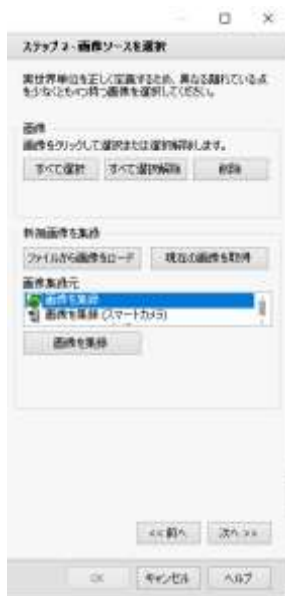 ステップ 2 - 画像ソースを選択
実世界単位を正しく定義するため、異なる離れている点
を少なくとも4つ持つ画像を選択してください。
画像
画像をクリックして選択または選択解除します。
すべて選択 すべて選択解除 削除
新規画像を集録
ファイルから画像をロード 現在の画像を取得
画像集録元
画像を集録
画像を集録 (スマートカメラ)
画像を集録
<< 前へ 次へ >>
OK キャンセル ヘルプ